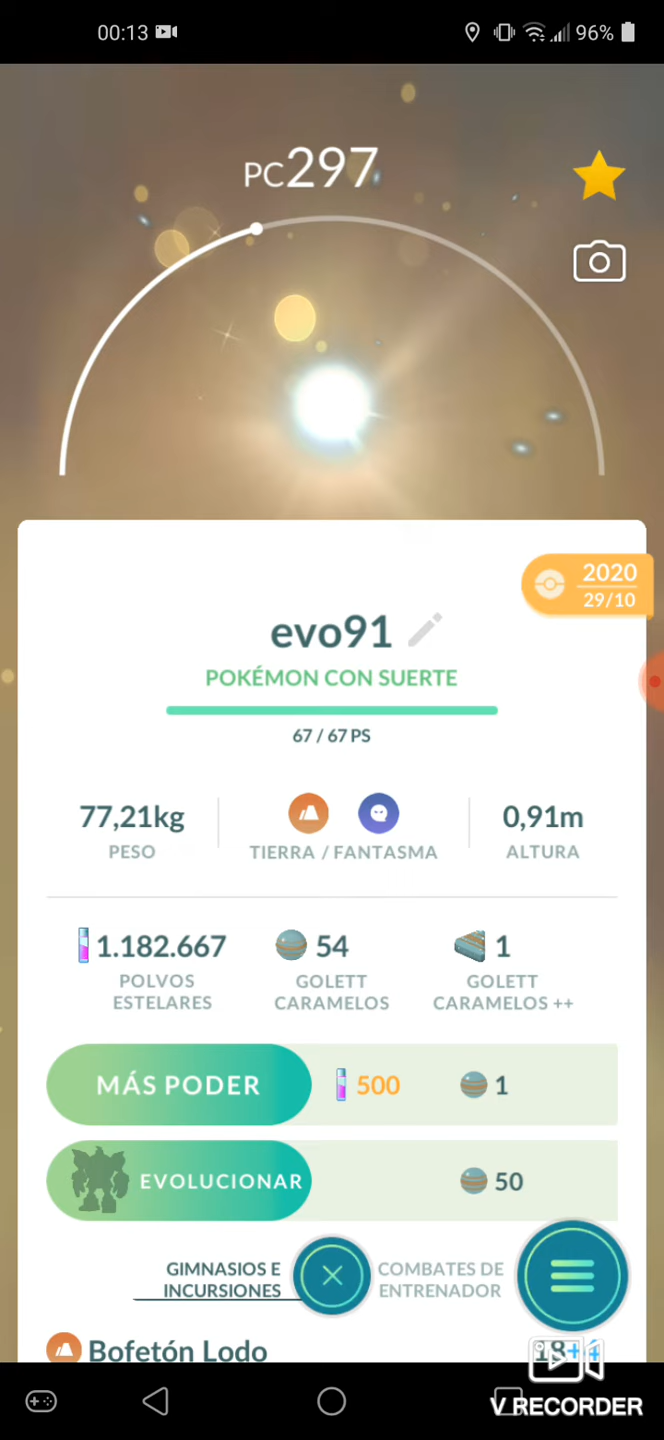 00:13
96%
PC297
2020
29/10
evo91
POKÉMON CON SUERTE
67 / 67 PS
77,21kg
PESO
TIERRA / FANTASMA
0,91m
ALTURA
1.182.667
POLVOS
ESTELARES
54
GOLETT
CARAMELOS
1
GOLETT
CARAMELOS ++
MÁS PODER
500
1
EVOLUCIONAR
50
GIMNASIOS E
INCURSIONES
COMBATES DE
ENTRENADOR
Bofetón Lodo
V RECORDER